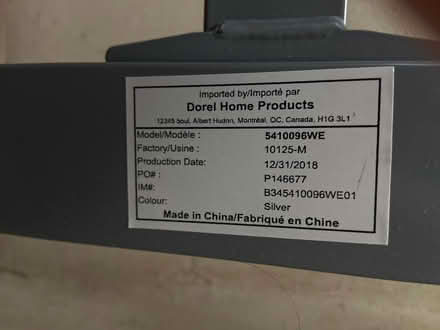 Imported by/Importé par
Dorel Home Products
12345 boul. Albert Hudon, Montréal, QC, Canada, H1G 3L1
Model/Modèle : 5410096WE
Factory/Usine : 10125-M
Production Date: 12/31/2018
PO#: P146677
IM#: B345410096WE01
Colour: Silver
Made in China/Fabriqué en Chine